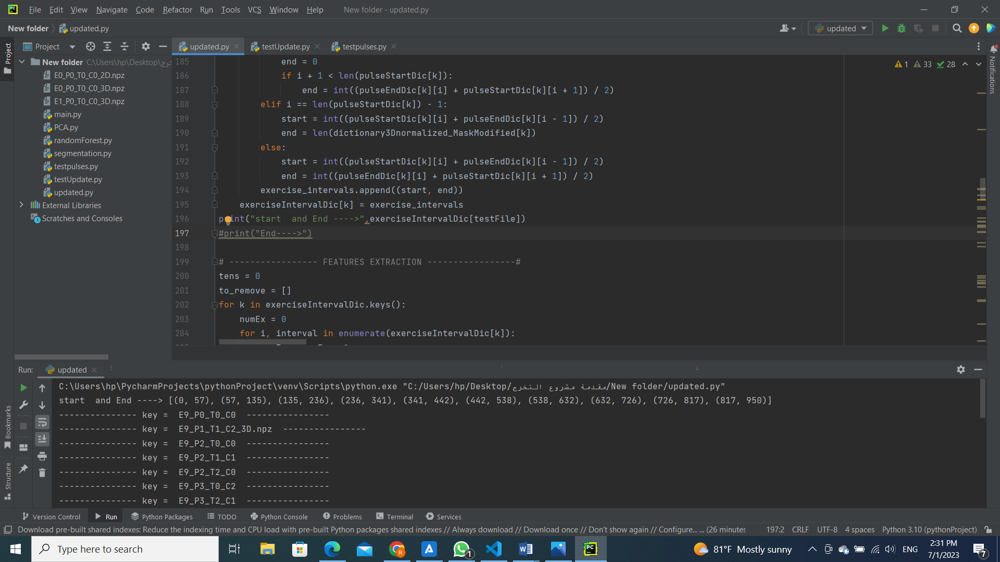 File Edit View Navigate Code Refactor Run Tools VCS Window Help New folder - updated.py
New folder updated.py updated
Project updated.py testUpdate.py testpulses.py
Project
New folder C:\Users\hp\Desktop\
E0_P0_T0_C0_2D.npz
E0_P0_T0_C0_3D.npz
E1_P0_T0_C0_3D.npz
main.py
PCA.py
randomForest.py
segmentation.py
testpulses.py
testUpdate.py
updated.py
External Libraries
Scratches and Consoles
1 33 28
Notifications
185 end = 0
186 if i + 1 < len(pulseStartDic[k]):
187 end = int((pulseEndDic[k][i] + pulseStartDic[k][i + 1]) / 2)
188 elif i == len(pulseStartDic[k]) - 1:
189 start = int((pulseStartDic[k][i] + pulseEndDic[k][i - 1]) / 2)
190 end = len(dictionary3Dnormalized_MaskModified[k])
191 else:
192 start = int((pulseStartDic[k][i] + pulseEndDic[k][i - 1]) / 2)
193 end = int((pulseEndDic[k][i] + pulseStartDic[k][i + 1]) / 2)
194 exercise_intervals.append((start, end))
195 exerciseIntervalDic[k] = exercise_intervals
196 print("start  and End ---->",exerciseIntervalDic[testFile])
197 #print("End---->")
198
199 # ----------------- FEATURES EXTRACTION -----------------#
200 tens = 0
201 to_remove = []
202 for k in exerciseIntervalDic.keys():
203 numEx = 0
204 for i, interval in enumerate(exerciseIntervalDic[k]):
Run: updated
C:\Users\hp\PycharmProjects\pythonProject\venv\Scripts\python.exe "C:/Users/hp/Desktop/مقدمة مشروع التخرج/New folder/updated.py"
start  and End ----> [(0, 57), (57, 135), (135, 236), (236, 341), (341, 442), (442, 538), (538, 632), (632, 726), (726, 817), (817, 950)]
--------------- key =  E9_P0_T0_C0  ----------------
--------------- key =  E9_P1_T1_C2_3D.npz  ----------------
--------------- key =  E9_P2_T0_C0  ----------------
--------------- key =  E9_P2_T1_C1  ----------------
--------------- key =  E9_P2_T2_C0  ----------------
--------------- key =  E9_P3_T0_C2  ----------------
--------------- key =  E9_P3_T2_C1  ----------------
Bookmarks
Structure
Version Control Run Python Packages TODO Python Console Problems Terminal Services
Download pre-built shared indexes: Reduce the indexing time and CPU load with pre-built Python packages shared indexes // Always download // Download once // Don't show again // Configure... ... (26 minutes 197:2 CRLF UTF-8 4 spaces Python 3.10 (pythonProject)
Type here to search 1 81°F Mostly sunny ENG 2:31 PM
7/1/2023 7